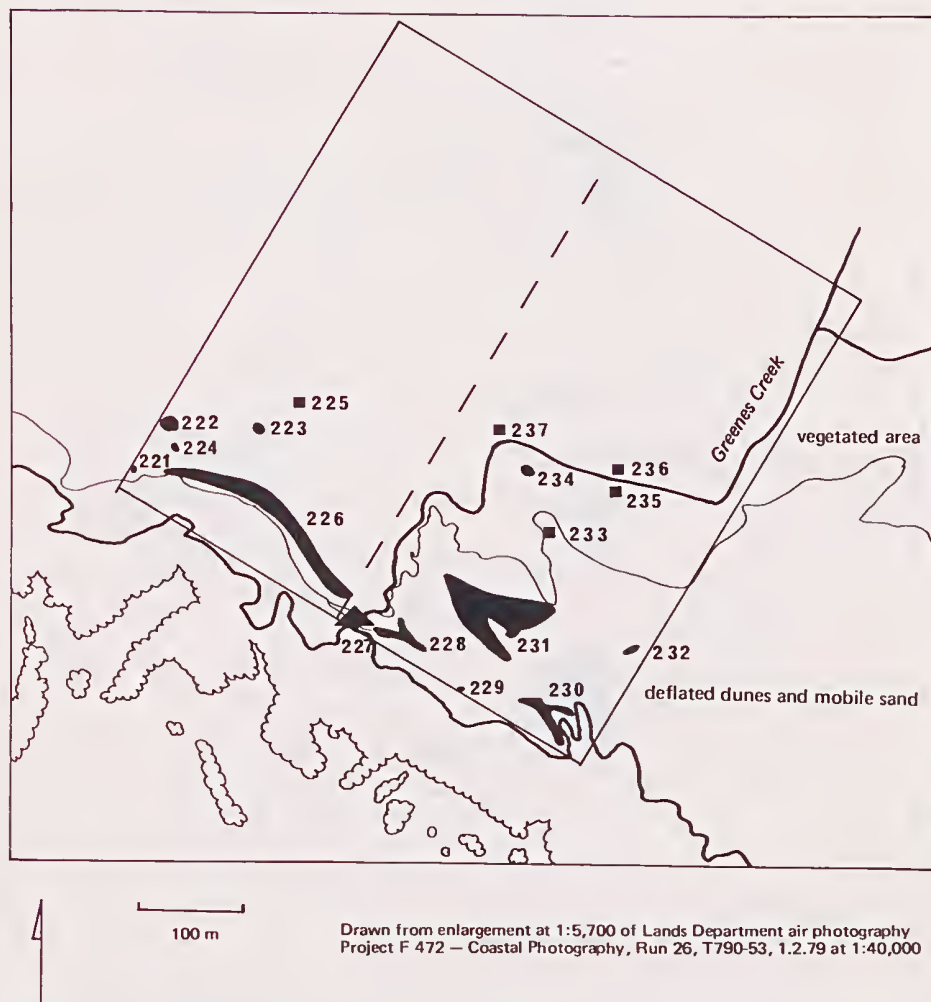 225
222
223
237
Greenes Creek
vegetated area
224
221
234
236
235
226
233
227
228
231
232
229
230
deflated dunes and mobile sand
100 m
Drawn from enlargement at 1:5,700 of Lands Department air photography
Project F 472 — Coastal Photography, Run 26, T790-53, 1.2.79 at 1:40,000